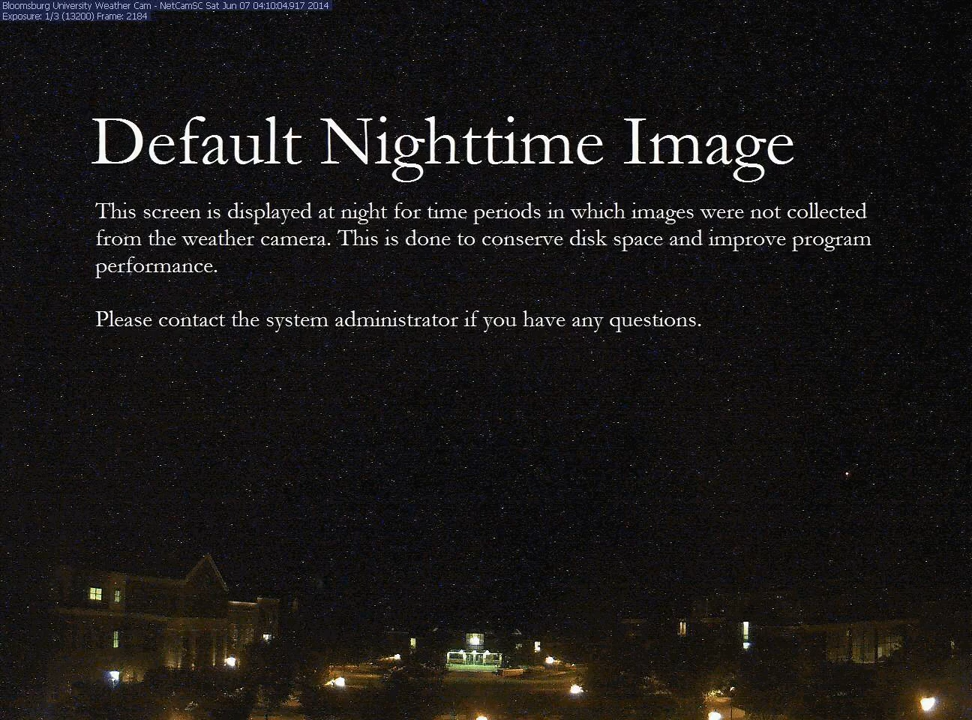 Bloomsburg University Weather Cam - NetCamSC Sat Jun 07 04:10:04.917 2014
Exposure: 1/3 (13200) Frame: 2184
Default Nighttime Image
This screen is displayed at night for time periods in which images were not collected
from the weather camera. This is done to conserve disk space and improve program
performance.
Please contact the system administrator if you have any questions.